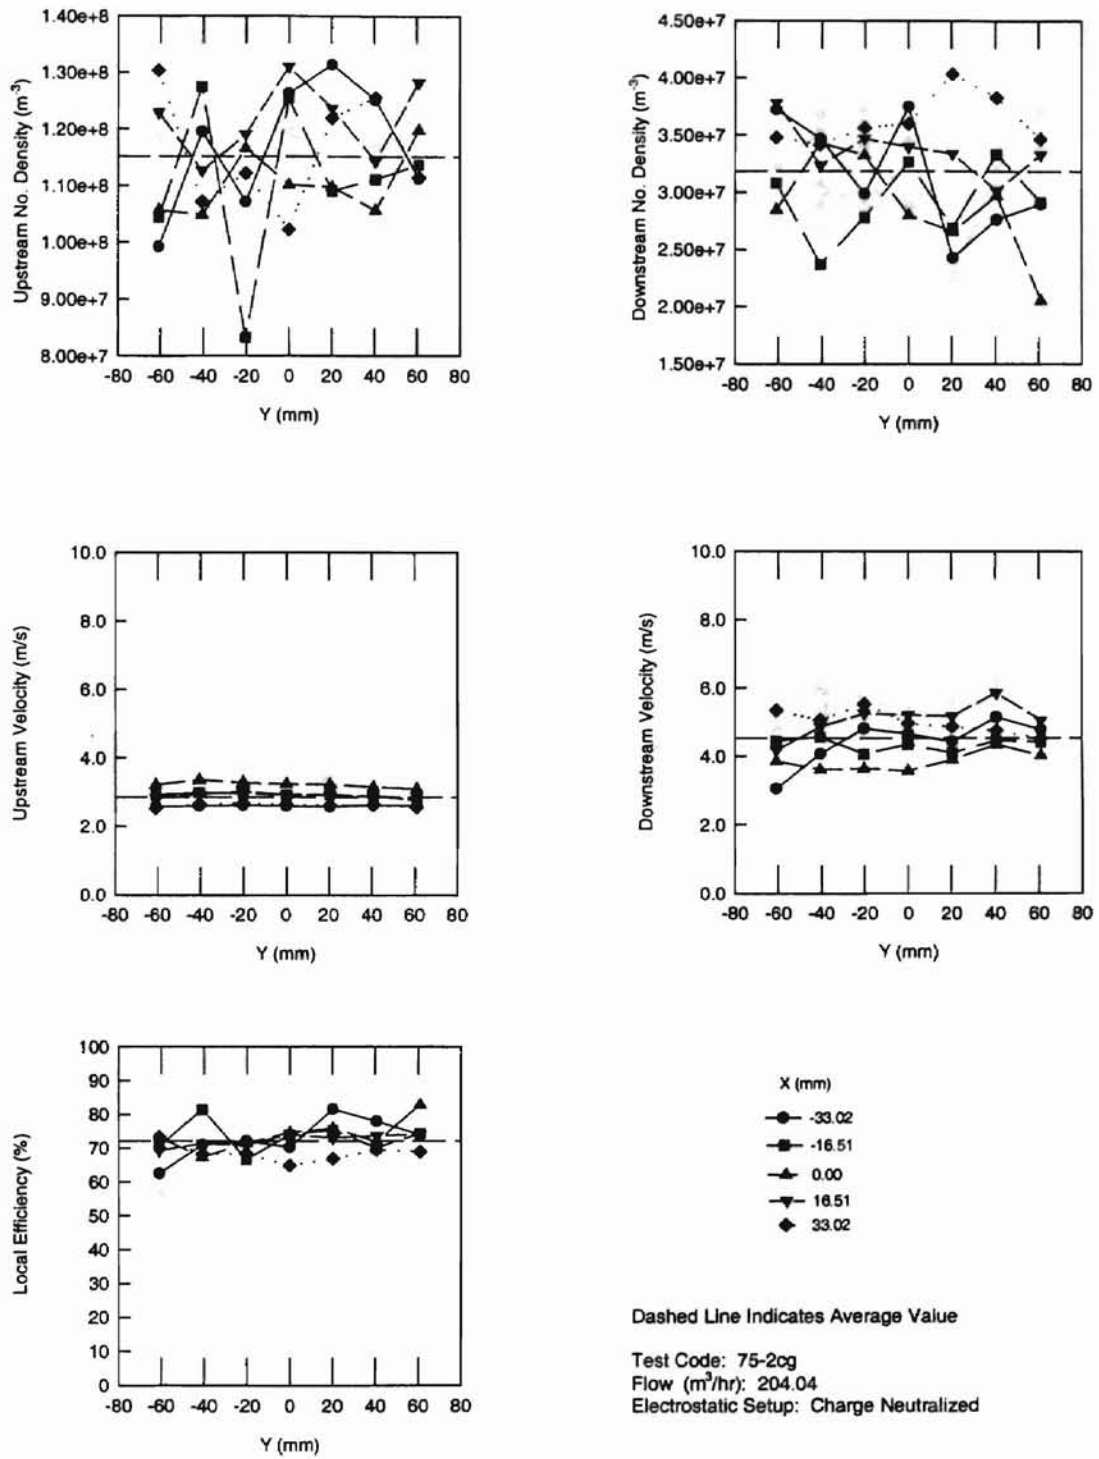 Upstream No. Density (m⁻³)
1.40e+8
1.30e+8
1.20e+8
1.10e+8
1.00e+8
9.00e+7
8.00e+7
-80 -60 -40 -20 0 20 40 60 80
Y (mm)
Downstream No. Density (m⁻³)
4.50e+7
4.00e+7
3.50e+7
3.00e+7
2.50e+7
2.00e+7
1.50e+7
-80 -60 -40 -20 0 20 40 60 80
Y (mm)
Upstream Velocity (m/s)
10.0
8.0
6.0
4.0
2.0
0.0
-80 -60 -40 -20 0 20 40 60 80
Y (mm)
Downstream Velocity (m/s)
10.0
8.0
6.0
4.0
2.0
0.0
-80 -60 -40 -20 0 20 40 60 80
Y (mm)
Local Efficiency (%)
100
90
80
70
60
50
40
30
20
10
0
-80 -60 -40 -20 0 20 40 60 80
Y (mm)
X (mm)
-33.02
-16.51
0.00
16.51
33.02
Dashed Line Indicates Average Value
Test Code: 75-2cg
Flow (m³/hr): 204.04
Electrostatic Setup: Charge Neutralized